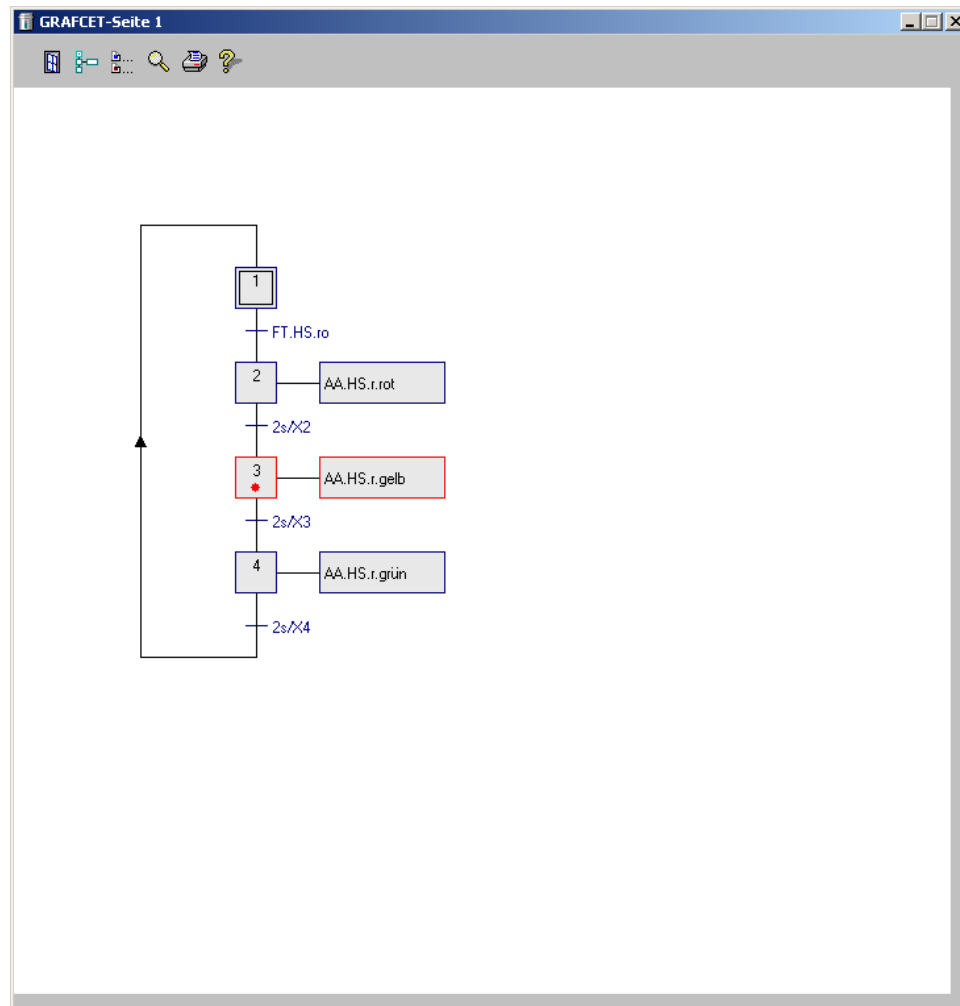 GRAFCET-Seite 1
1
FT.HS.ro
2
AA.HS.r.rot
2s/X2
3
AA.HS.r.gelb
2s/X3
4
AA.HS.r.grün
2s/X4